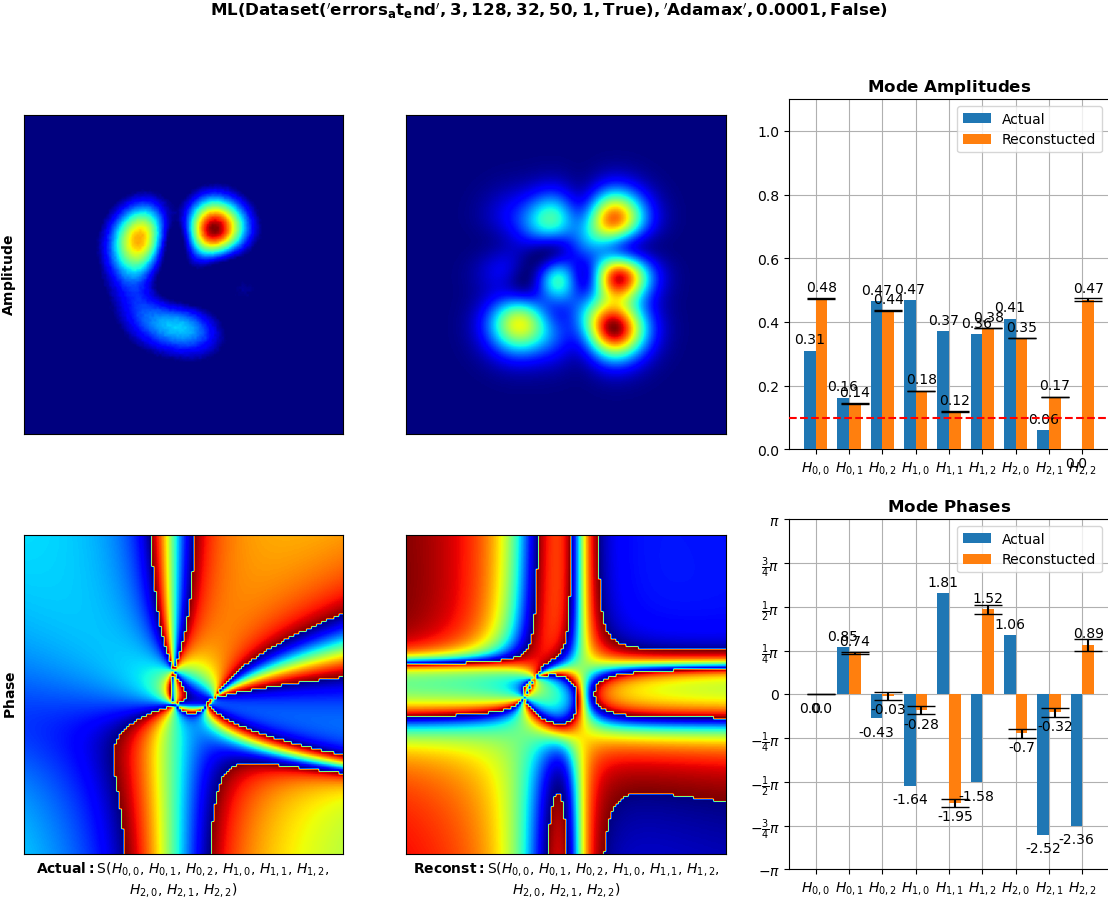 ML(Dataset('errors_at_end', 3, 128, 32, 50, 1, True), 'Adamax', 0.0001, False)
Amplitude
Mode Amplitudes
Actual
Reconstucted
1.0
0.8
0.6
0.4
0.2
0.0
0.31
0.48
0.16
0.14
0.47
0.44
0.47
0.18
0.37
0.12
0.36
0.38
0.41
0.35
0.06
0.17
0.0
0.47
H0,0 H0,1 H0,2 H1,0 H1,1 H1,2 H2,0 H2,1 H2,2
Phase
Mode Phases
Actual
Reconstucted
π
3/4π
1/2π
1/4π
0
−1/4π
−1/2π
−3/4π
−π
0.0
0.0
0.85
0.74
-0.43
-0.03
-1.64
-0.28
1.81
-1.95
-1.58
1.52
1.06
-0.7
-2.52
-0.32
-2.36
0.89
H0,0 H0,1 H0,2 H1,0 H1,1 H1,2 H2,0 H2,1 H2,2
Actual: S(H0,0, H0,1, H0,2, H1,0, H1,1, H1,2,
H2,0, H2,1, H2,2)
Reconst: S(H0,0, H0,1, H0,2, H1,0, H1,1, H1,2,
H2,0, H2,1, H2,2)